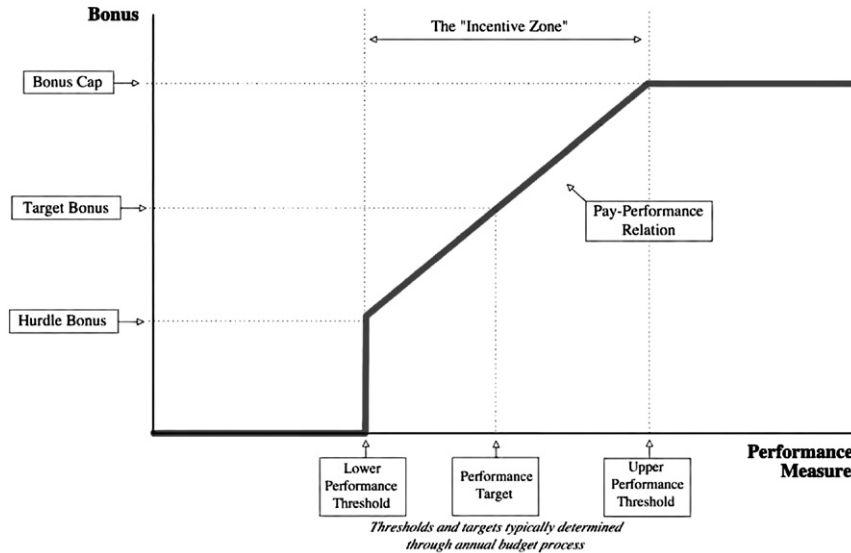 Bonus
The "Incentive Zone"
Bonus Cap
Target Bonus
Pay-Performance
Relation
Hurdle Bonus
Performance
Measure
Lower
Performance
Threshold
Performance
Target
Upper
Performance
Threshold
Thresholds and targets typically determined
through annual budget process